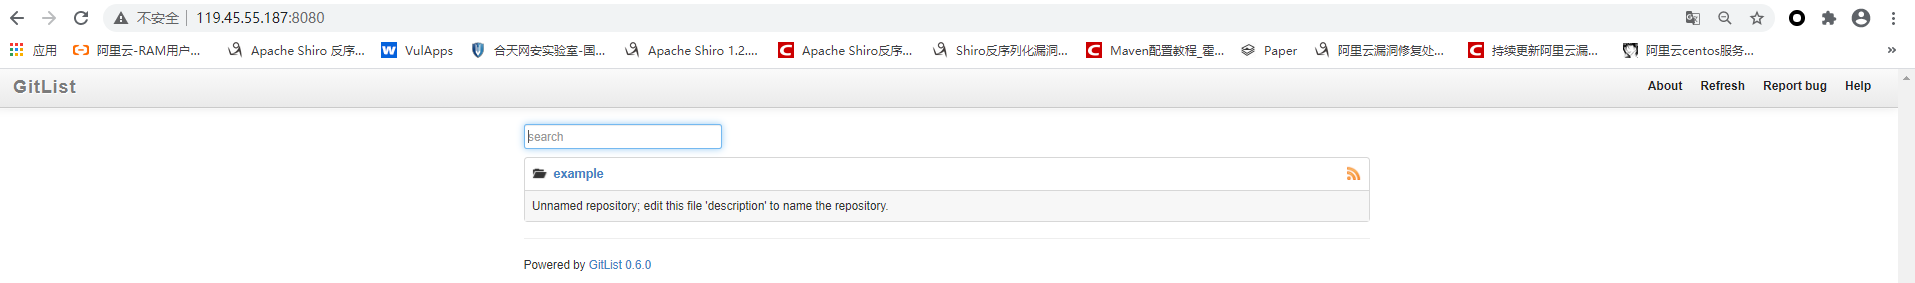 不安全 | 119.45.55.187:8080
应用 阿里云-RAM用户... Apache Shiro 反序... VulApps 合天网安实验室-国... Apache Shiro 1.2.... Apache Shiro反序... Shiro反序列化漏洞... Maven配置教程_霍... Paper 阿里云漏洞修复处... 持续更新阿里云漏... 阿里云centos服务... »
GitList About Refresh Report bug Help
search
example
Unnamed repository; edit this file 'description' to name the repository.
Powered by GitList 0.6.0